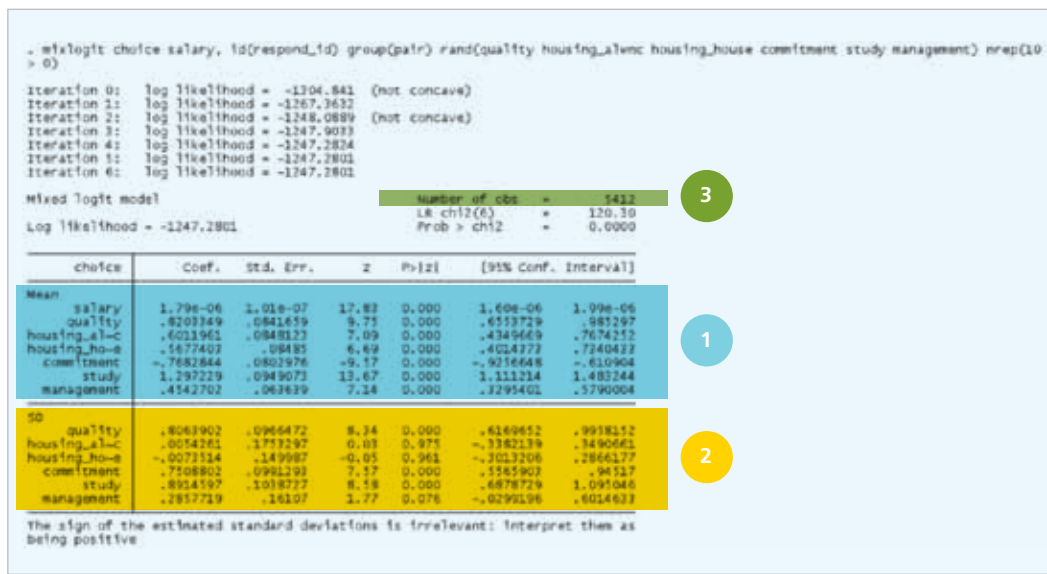 . mixlogit choice salary, id(respond_id) group(pair) rand(quality housing_alwnc housing_house commitment study management) nrep(10
> 0)
Iteration 0: log likelihood = -1304.841 (not concave)
Iteration 1: log likelihood = -1267.3632
Iteration 2: log likelihood = -1248.0889 (not concave)
Iteration 3: log likelihood = -1247.9033
Iteration 4: log likelihood = -1247.2824
Iteration 5: log likelihood = -1247.2801
Iteration 6: log likelihood = -1247.2801
Mixed logit model Number of obs = 5412
LR chi2(6) = 120.30
Log likelihood = -1247.2801 Prob > chi2 = 0.0000
3
choice Coef. Std. Err. z P>|z| [95% Conf. Interval]
Mean
salary 1.79e-06 1.01e-07 17.83 0.000 1.60e-06 1.99e-06
quality .8203349 .0841659 9.75 0.000 .6553729 .985297
housing_al~c .6011961 .0848123 7.09 0.000 .4349669 .7674252
housing_ho~e .5677403 .08485 6.69 0.000 .4014373 .7340433
commitment -.7682844 .0802976 -9.57 0.000 -.9256648 -.610904
study 1.297229 .0949073 13.67 0.000 1.111214 1.483244
management .4542702 .063639 7.14 0.000 .3295401 .5790004
1
SD
quality .8063902 .0966472 8.34 0.000 .6169652 .9958152
housing_al~c .0054261 .1753297 0.03 0.975 -.3382139 .3490661
housing_ho~e -.0073514 .149987 -0.05 0.961 -.3013206 .2866177
commitment .7508802 .0991293 7.57 0.000 .5565903 .94517
study .8914597 .1038727 8.58 0.000 .6878729 1.095046
management .2857719 .16107 1.77 0.076 -.0299196 .6014633
2
The sign of the estimated standard deviations is irrelevant: interpret them as
being positive